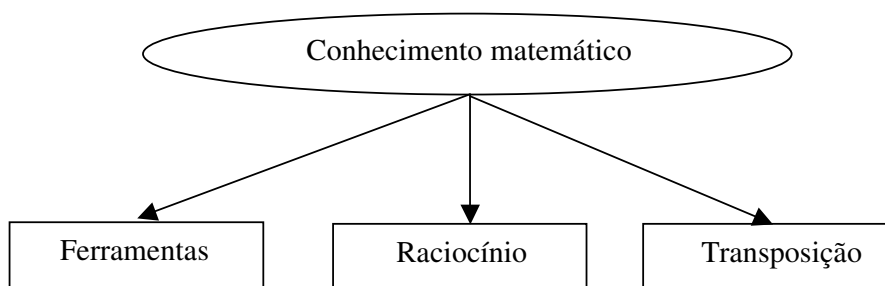 Conhecimento matemático
Ferramentas
Raciocínio
Transposição